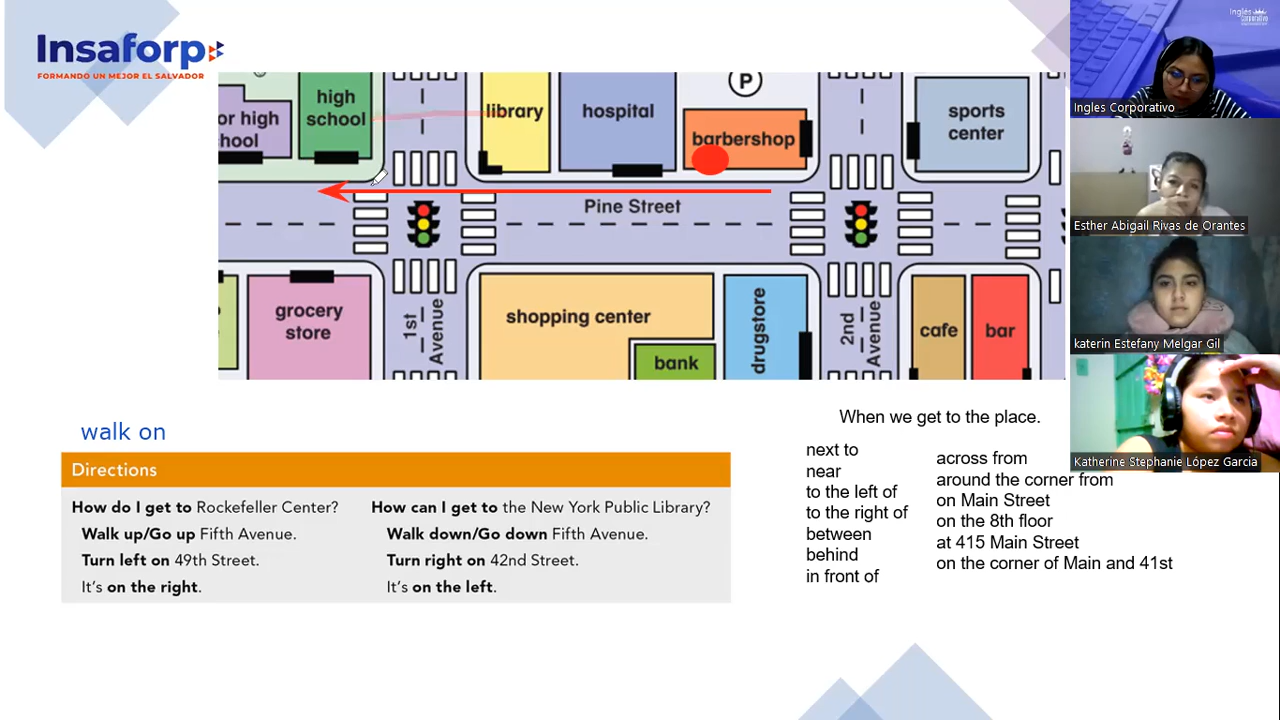 Insaforp
FORMANDO UN MEJOR EL SALVADOR
or high
hool
high
school
library
hospital
P
barbershop
sports
center
Pine Street
grocery
store
1st
Avenue
shopping center
bank
drugstore
2nd
Avenue
cafe
bar
walk on
Directions
How do I get to Rockefeller Center?
Walk up/Go up Fifth Avenue.
Turn left on 49th Street.
It's on the right.
How can I get to the New York Public Library?
Walk down/Go down Fifth Avenue.
Turn right on 42nd Street.
It's on the left.
When we get to the place.
next to
near
to the left of
to the right of
between
behind
in front of
across from
around the corner from
on Main Street
on the 8th floor
at 415 Main Street
on the corner of Main and 41st
Inglés
Corporativo
Ingles Corporativo
Esther Abigail Rivas de Orantes
katerin Estefany Melgar Gil
Katherine Stephanie López Garcia